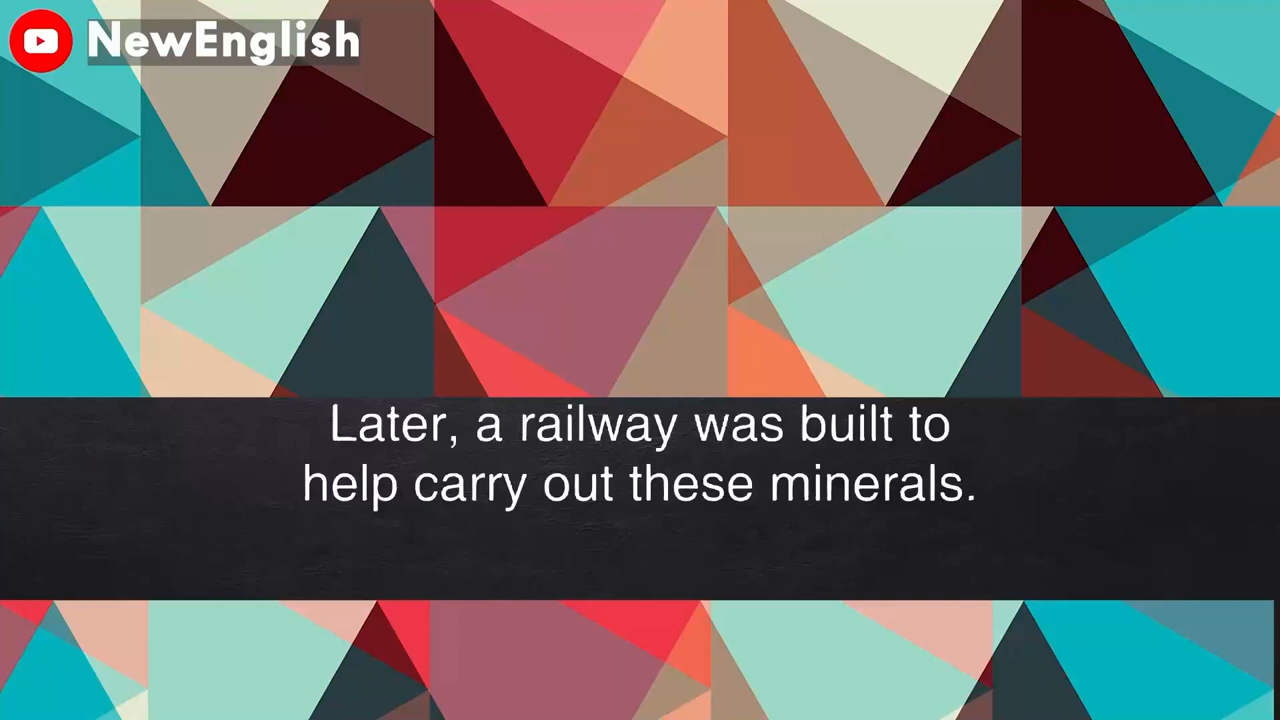 NewEnglish
Later, a railway was built to
help carry out these minerals.